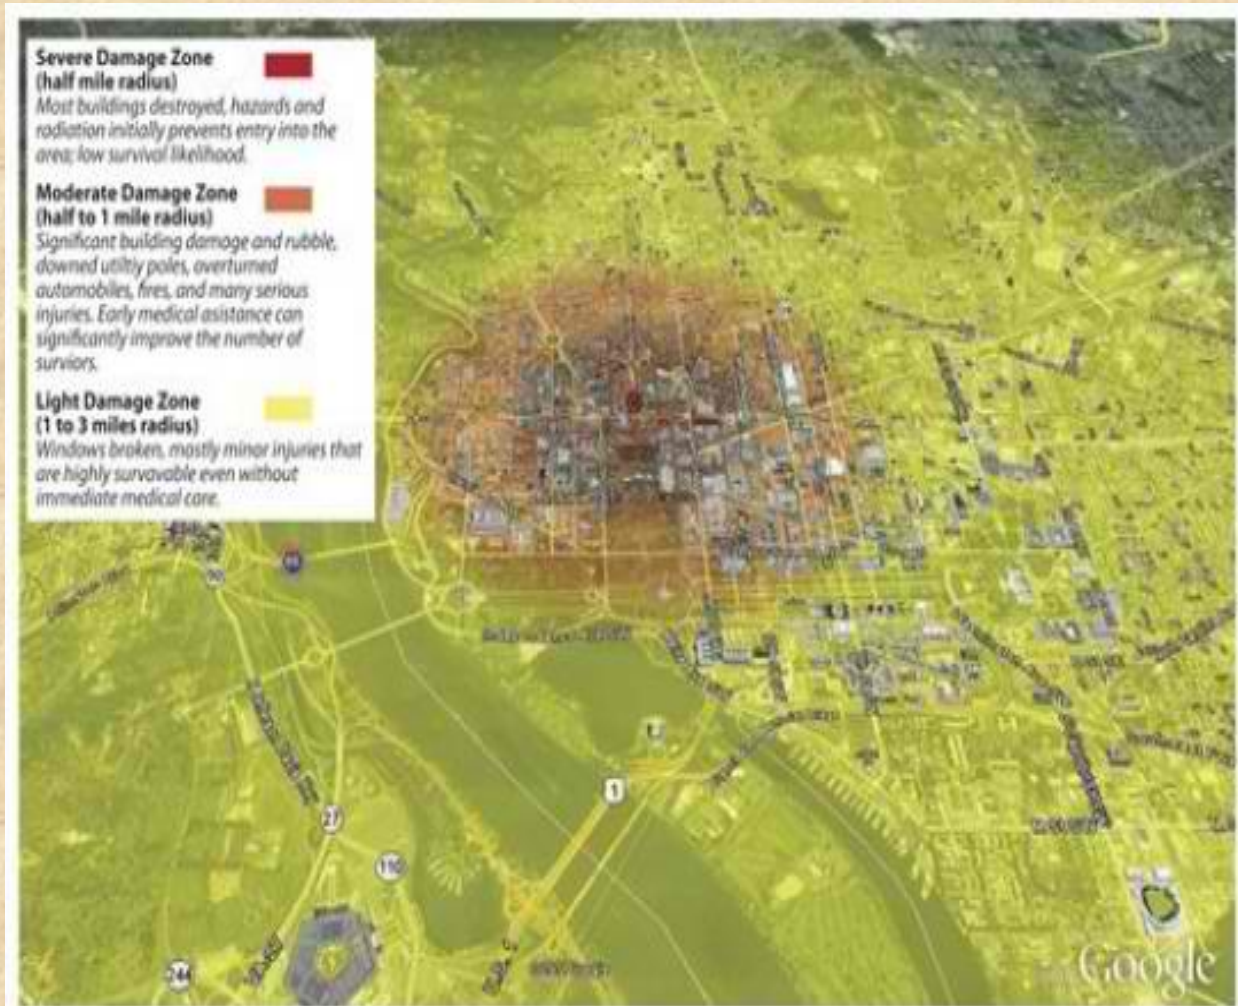 Severe Damage Zone
(half mile radius)
Most buildings destroyed, hazards and
radiation initially prevents entry into the
area; low survival likelihood.
Moderate Damage Zone
(half to 1 mile radius)
Significant building damage and rubble,
downed utiltiy poles, overturned
automobiles, fires, and many serious
injuries. Early medical asistance can
significantly improve the number of
surviors.
Light Damage Zone
(1 to 3 miles radius)
Windows broken, mostly minor injuries that
are highly survavable even without
immediate medical care.
1
27
110
244
Google